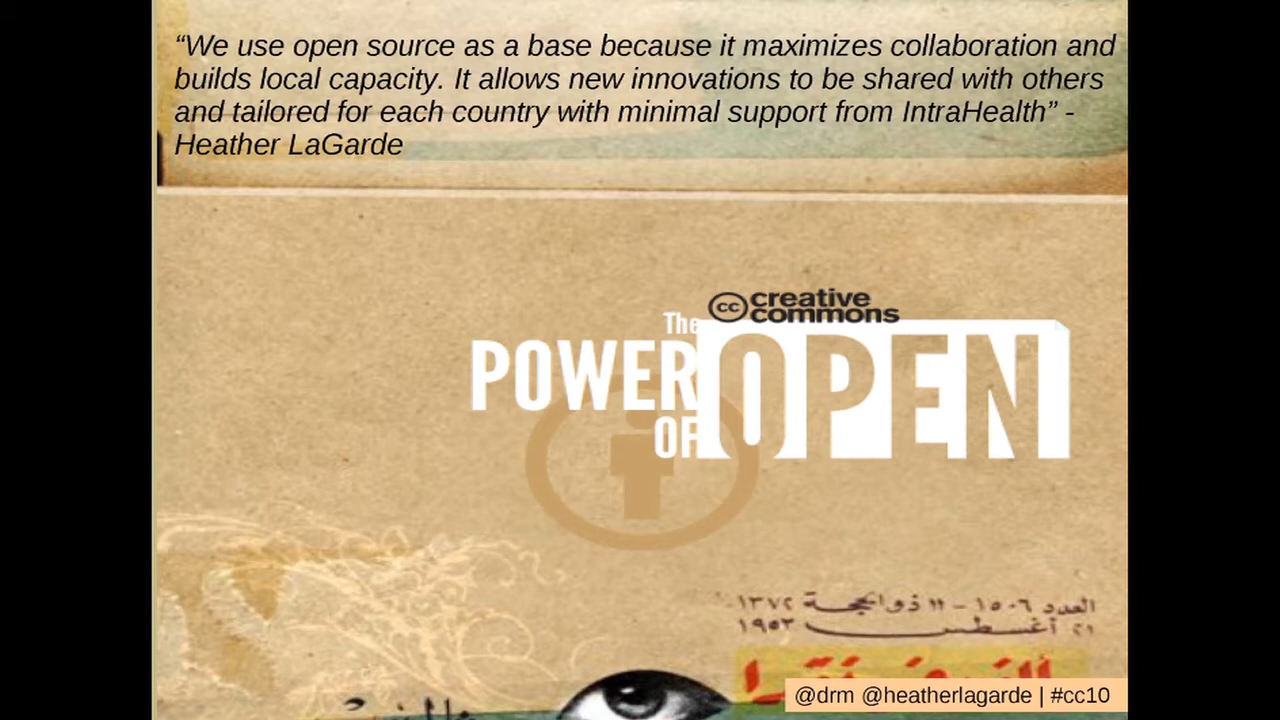 “We use open source as a base because it maximizes collaboration and
builds local capacity. It allows new innovations to be shared with others
and tailored for each country with minimal support from IntraHealth” -
Heather LaGarde
cc creative
commons
The
POWER
OF
OPEN
العدد ١٥٠٦ – ١١ ذو الحجة ١٣٧٢
٢١ أغسطس ١٩٥٣
@drm @heatherlagarde | #cc10